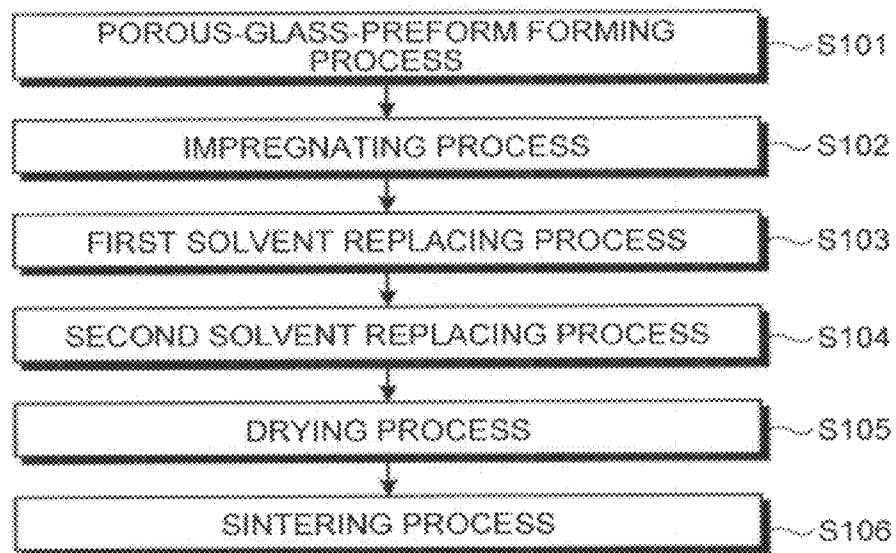 POROUS-GLASS-PREFORM FORMING
PROCESS
S101
IMPREGNATING PROCESS
S102
FIRST SOLVENT REPLACING PROCESS
S103
SECOND SOLVENT REPLACING PROCESS
S104
DRYING PROCESS
S105
SINTERING PROCESS
S106